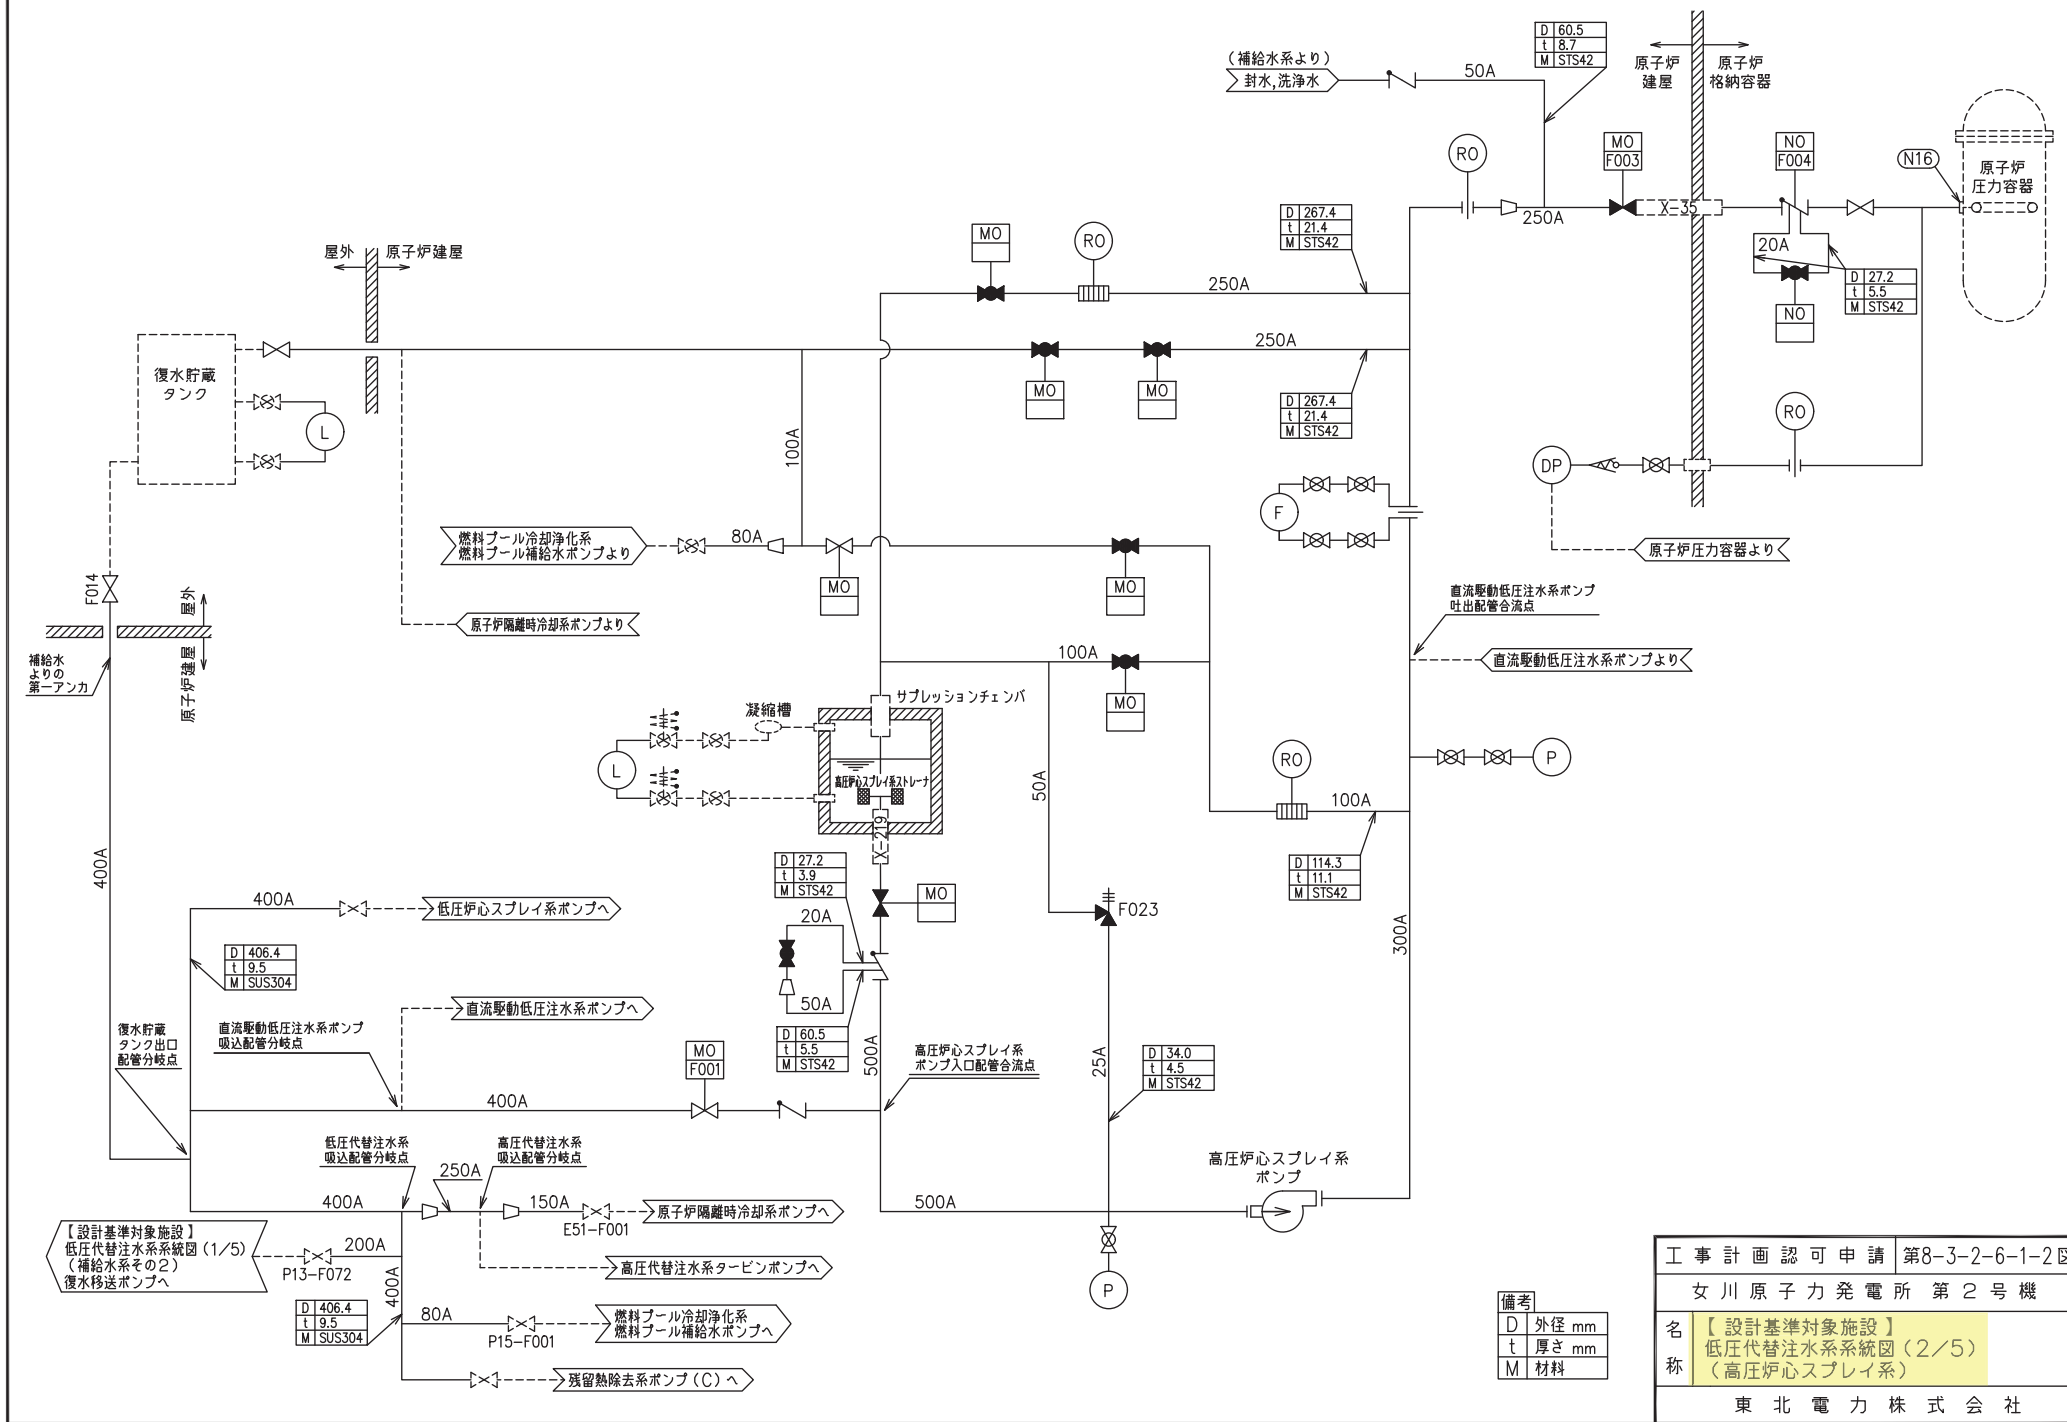 (補給水系より)
封水,洗浄水
50A
D 60.5
t 8.7
M STS42
原子炉
建屋
原子炉
格納容器
RO
MO
F003
NO
F004
N16
原子炉
圧力容器
250A
X-35
20A
D 27.2
t 5.5
M STS42
NO
屋外
原子炉建屋
MO
RO
250A
D 267.4
t 21.4
M STS42
250A
MO
MO
D 267.4
t 21.4
M STS42
復水貯蔵
タンク
L
100A
RO
DP
F
原子炉圧力容器より
燃料プール冷却浄化系
燃料プール補給水ポンプより
80A
MO
MO
F014
屋外
原子炉建屋
原子炉隔離時冷却系ポンプより
直流駆動低圧注水系ポンプ
吐出配管合流点
直流駆動低圧注水系ポンプより
補給水
よりの
第一アンカ
100A
MO
サプレッションチェンバ
凝縮槽
L
高圧炉心スプレイ系ストレーナ
X-219
50A
RO
P
100A
D 114.3
t 11.1
M STS42
400A
300A
D 27.2
t 3.9
M STS42
MO
F023
400A
低圧炉心スプレイ系ポンプへ
20A
50A
D 406.4
t 9.5
M SUS304
直流駆動低圧注水系ポンプへ
D 60.5
t 5.5
M STS42
500A
復水貯蔵
タンク出口
配管分岐点
直流駆動低圧注水系ポンプ
吸込配管分岐点
MO
F001
高圧炉心スプレイ系
ポンプ入口配管合流点
25A
D 34.0
t 4.5
M STS42
400A
低圧代替注水系
吸込配管分岐点
高圧代替注水系
吸込配管分岐点
250A
400A
150A
E51-F001
原子炉隔離時冷却系ポンプへ
500A
高圧炉心スプレイ系
ポンプ
【設計基準対象施設】
低圧代替注水系系統図(1/5)
(補給水系その2)
復水移送ポンプへ
200A
P13-F072
400A
高圧代替注水系タービンポンプへ
P
D 406.4
t 9.5
M SUS304
80A
P15-F001
燃料プール冷却浄化系
燃料プール補給水ポンプへ
残留熱除去系ポンプ(C)へ
備考
D 外径 mm
t 厚さ mm
M 材料
工事計画認可申請 第8-3-2-6-1-2図
女川原子力発電所 第2号機
名称
【設計基準対象施設】
低圧代替注水系系統図(2/5)
(高圧炉心スプレイ系)
東北電力株式会社